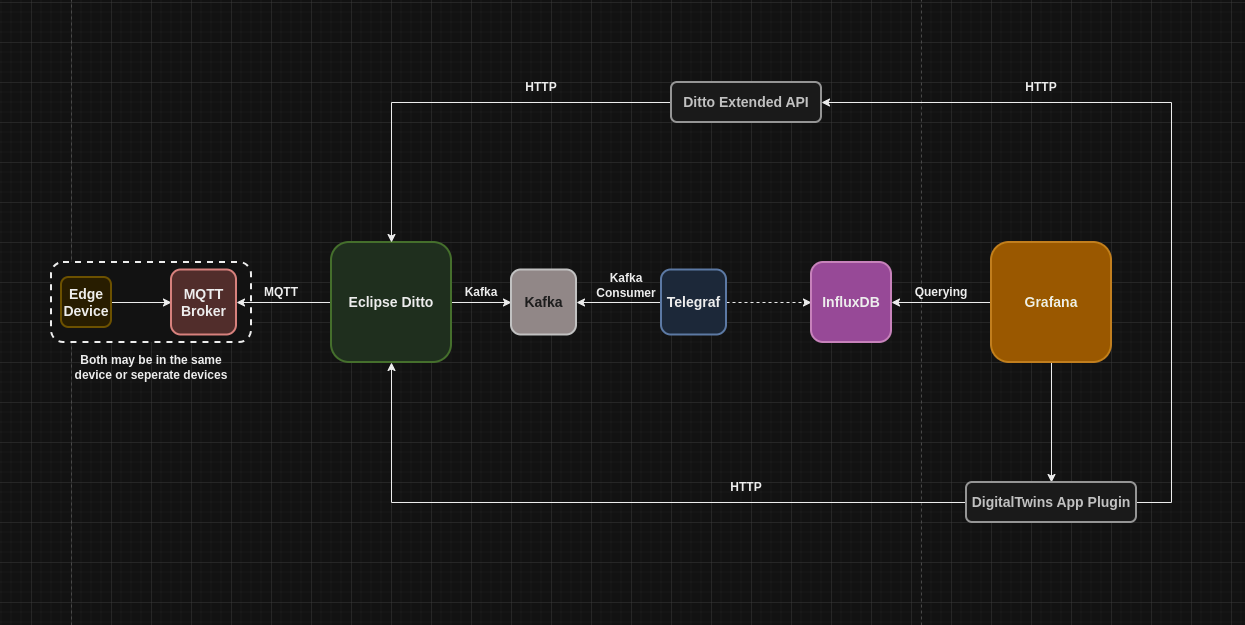 HTTP
HTTP
Ditto Extended API
Edge
Device
MQTT
Broker
MQTT
Eclipse Ditto
Kafka
Kafka
Kafka
Consumer
Telegraf
InfluxDB
Querying
Grafana
Both may be in the same
device or seperate devices
HTTP
DigitalTwins App Plugin